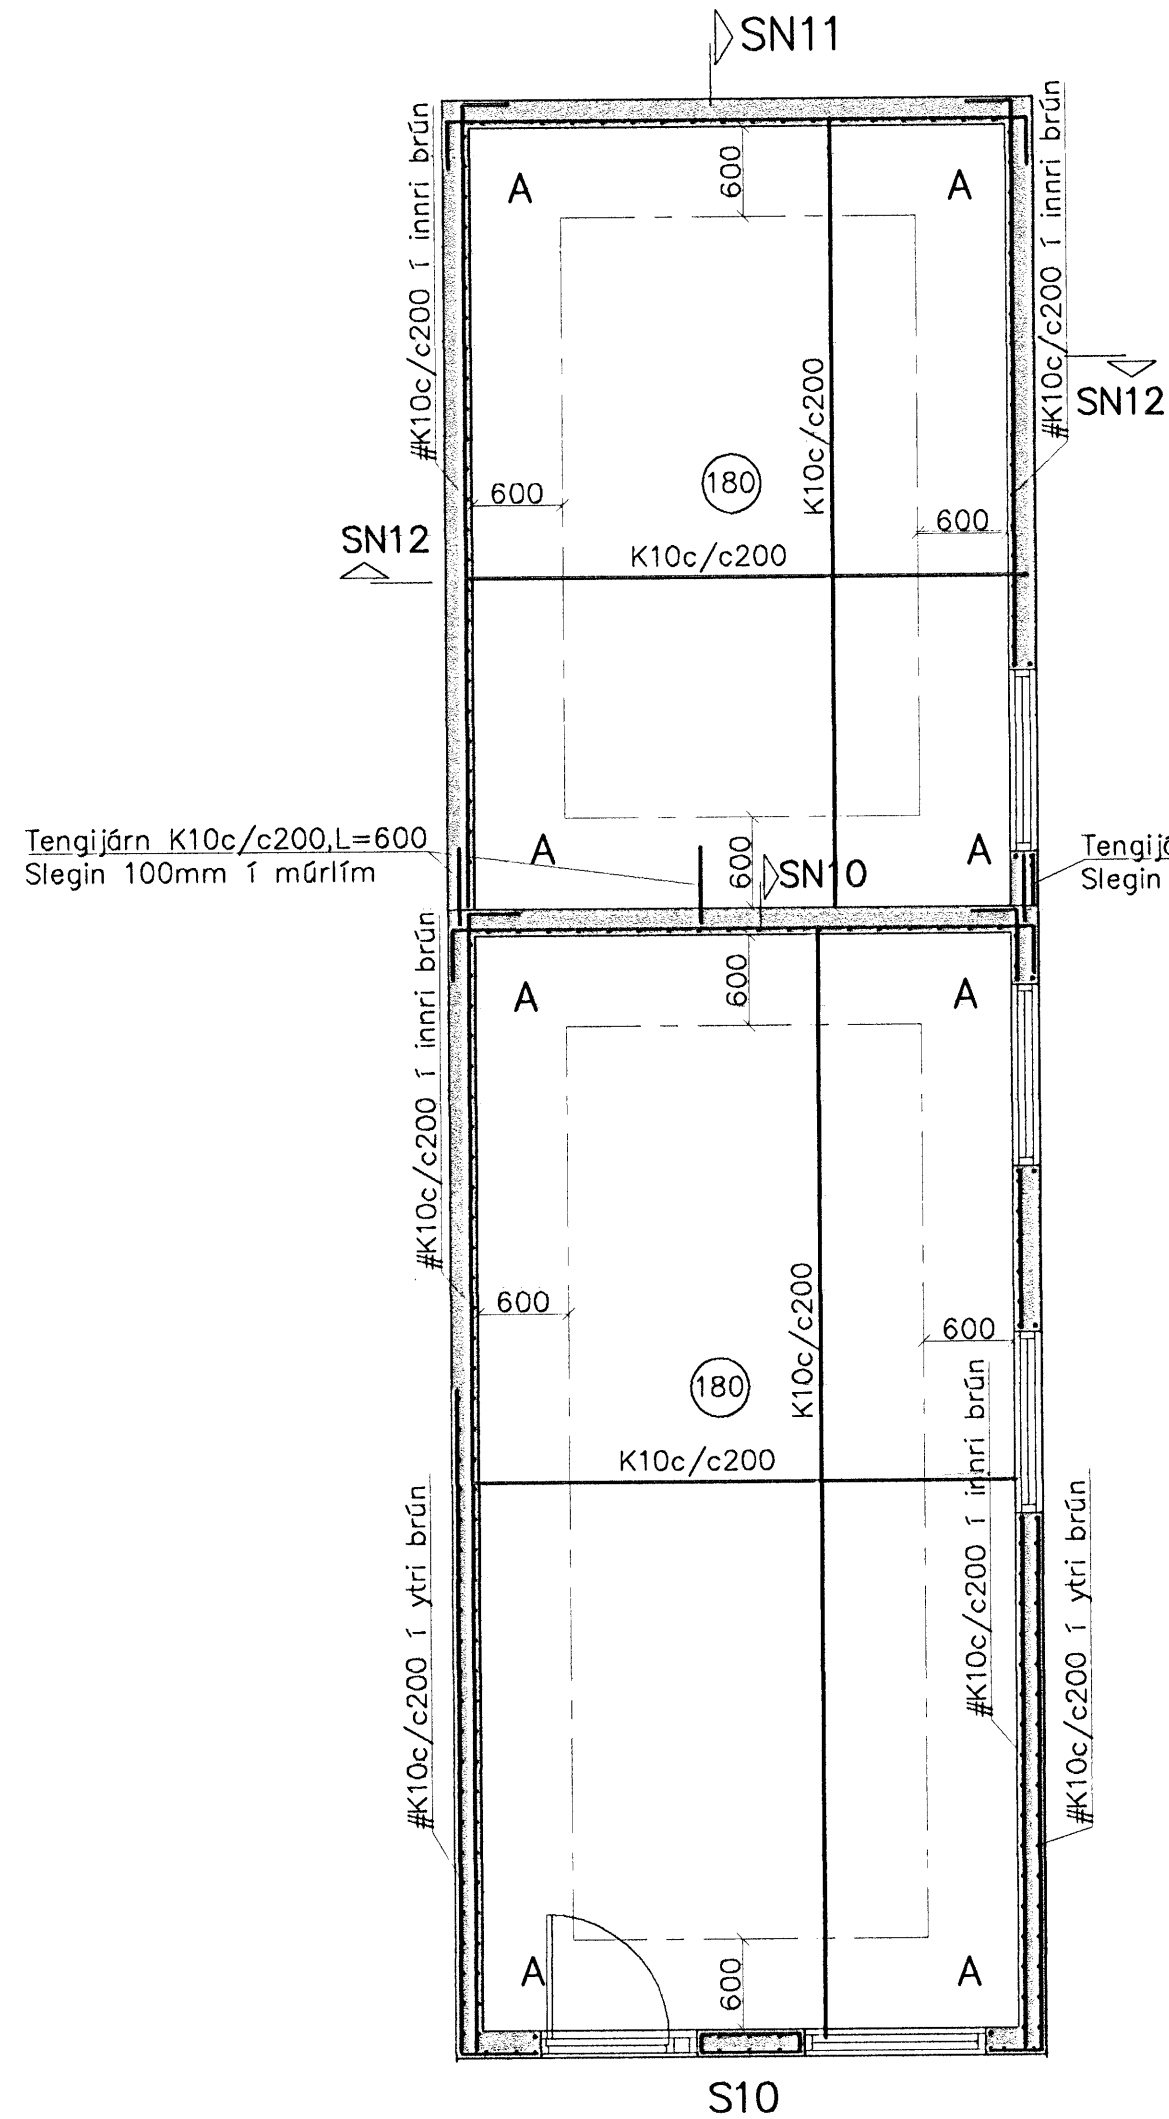 SN11
#K10c/c200 í innri brún
#K10c/c200 í innri brún
A
600
A
K10c/c200
SN12
180
600
600
SN12
K10c/c200
Tengijárn K10c/c200,L=600
Slegin 100mm í múrlím
A
600
SN10
A
Tengijá
Slegin
#K10c/c200 í innri brún
A
600
A
K10c/c200
600
600
180
K10c/c200
#K10c/c200 í innri brún
#K10c/c200 í ytri brún
#K10c/c200 í ytri brún
A
600
A
S10